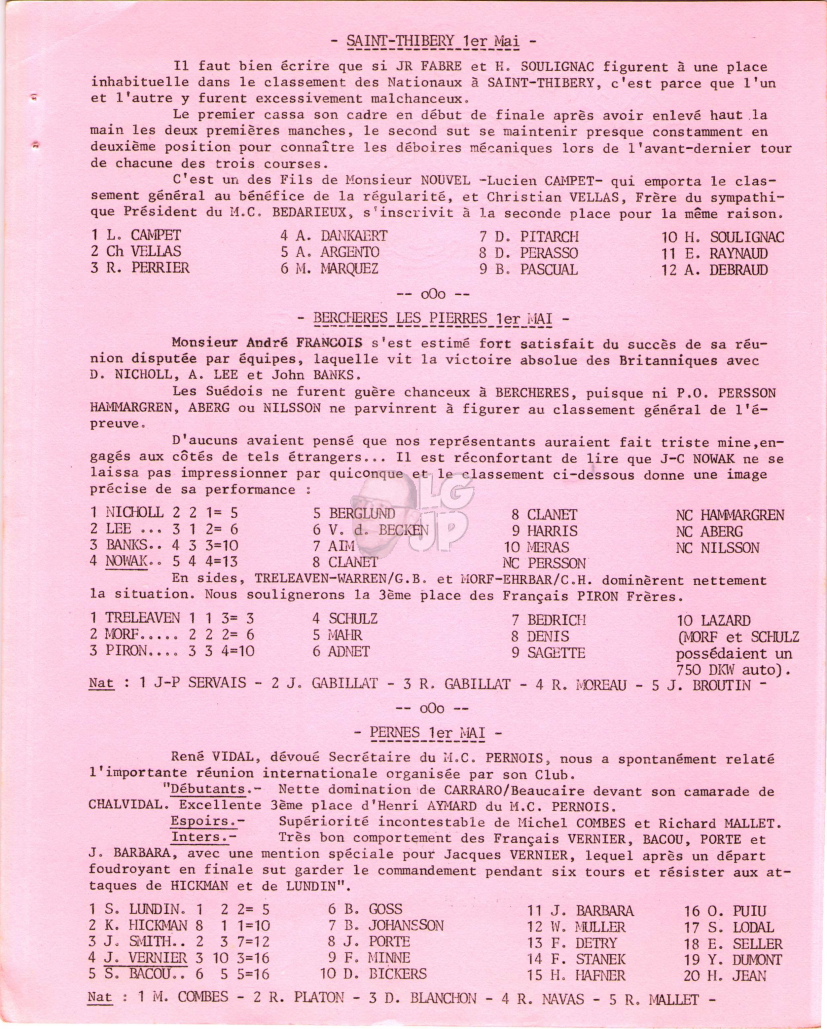 - SAINT-THIBERY 1er Mai -
Il faut bien écrire que si JR FABRE et H. SOULIGNAC figurent à une place
inhabituelle dans le classement des Nationaux à SAINT-THIBERY, c'est parce que l'un
et l'autre y furent excessivement malchanceux.
Le premier cassa son cadre en début de finale après avoir enlevé haut la
main les deux premières manches, le second sut se maintenir presque constamment en
deuxième position pour connaître les déboires mécaniques lors de l'avant-dernier tour
de chacune des trois courses.
C'est un des Fils de Monsieur NOUVEL -Lucien CAMPET- qui emporta le clas-
sement général au bénéfice de la régularité, et Christian VELLAS, Frère du sympathi-
que Président du M.C. BEDARIEUX, s'inscrivit à la seconde place pour la même raison.
1 L. CAMPET 4 A. DANKAERT 7 D. PITARCH 10 H. SOULIGNAC
2 Ch VELLAS 5 A. ARGENTO 8 D. PERASSO 11 E. RAYNAUD
3 R. PERRIER 6 M. MARQUEZ 9 B. PASCUAL 12 A. DEBRAUD
-- oOo --
- BERCHERES LES PIERRES 1er MAI -
Monsieur André FRANCOIS s'est estimé fort satisfait du succès de sa réu-
nion disputée par équipes, laquelle vit la victoire absolue des Britanniques avec
D. NICHOLL, A. LEE et John BANKS.
Les Suédois ne furent guère chanceux à BERCHERES, puisque ni P.O. PERSSON
HAMMARGREN, ABERG ou NILSSON ne parvinrent à figurer au classement général de l'é-
preuve.
D'aucuns avaient pensé que nos représentants auraient fait triste mine,en-
gagés aux côtés de tels étrangers... Il est réconfortant de lire que J-C NOWAK ne se
laissa pas impressionner par quiconque et le classement ci-dessous donne une image
précise de sa performance :
1 NICHOLL 2 2 1= 5 5 BERGLUND 8 CLANET NC HAMMARGREN
2 LEE ... 3 1 2= 6 6 V. d. BECKEN 9 HARRIS NC ABERG
3 BANKS.. 4 3 3=10 7 AIM 10 MERAS NC NILSSON
4 NOWAK.. 5 4 4=13 8 CLANET NC PERSSON
En sides, TRELEAVEN-WARREN/G.B. et MORF-EHRBAR/C.H. dominèrent nettement
la situation. Nous soulignerons la 3ème place des Français PIRON Frères.
1 TRELEAVEN 1 1 3= 3 4 SCHULZ 7 BEDRICH 10 LAZARD
2 MORF..... 2 2 2= 6 5 MAHR 8 DENIS (MORF et SCHULZ
3 PIRON.... 3 3 4=10 6 ADNET 9 SAGETTE possédaient un
750 DKW auto).
Nat : 1 J-P SERVAIS - 2 J. GABILLAT - 3 R. GABILLAT - 4 R. MOREAU - 5 J. BROUTIN -
-- oOo --
- PERNES 1er MAI -
René VIDAL, dévoué Secrétaire du M.C. PERNOIS, nous a spontanément relaté
l'importante réunion internationale organisée par son Club.
"Débutants.- Nette domination de CARRARO/Beaucaire devant son camarade de
CHALVIDAL. Excellente 3ème place d'Henri AYMARD du M.C. PERNOIS.
Espoirs.- Supériorité incontestable de Michel COMBES et Richard MALLET.
Inters.- Très bon comportement des Français VERNIER, BACOU, PORTE et
J. BARBARA, avec une mention spéciale pour Jacques VERNIER, lequel après un départ
foudroyant en finale sut garder le commandement pendant six tours et résister aux at-
taques de HICKMAN et de LUNDIN".
1 S. LUNDIN. 1 2 2= 5 6 B. GOSS 11 J. BARBARA 16 O. PUIU
2 K. HICKMAN 8 1 1=10 7 B. JOHANSSON 12 W. MULLER 17 S. LODAL
3 J. SMITH.. 2 3 7=12 8 J. PORTE 13 F. DETRY 18 E. SELLER
4 J. VERNIER 3 10 3=16 9 F. MINNE 14 F. STANEK 19 Y. DUMONT
5 S. BACOU.. 6 5 5=16 10 D. BICKERS 15 H. HAFNER 20 H. JEAN
Nat : 1 M. COMBES - 2 R. PLATON - 3 D. BLANCHON - 4 R. NAVAS - 5 R. MALLET -
LG
JP